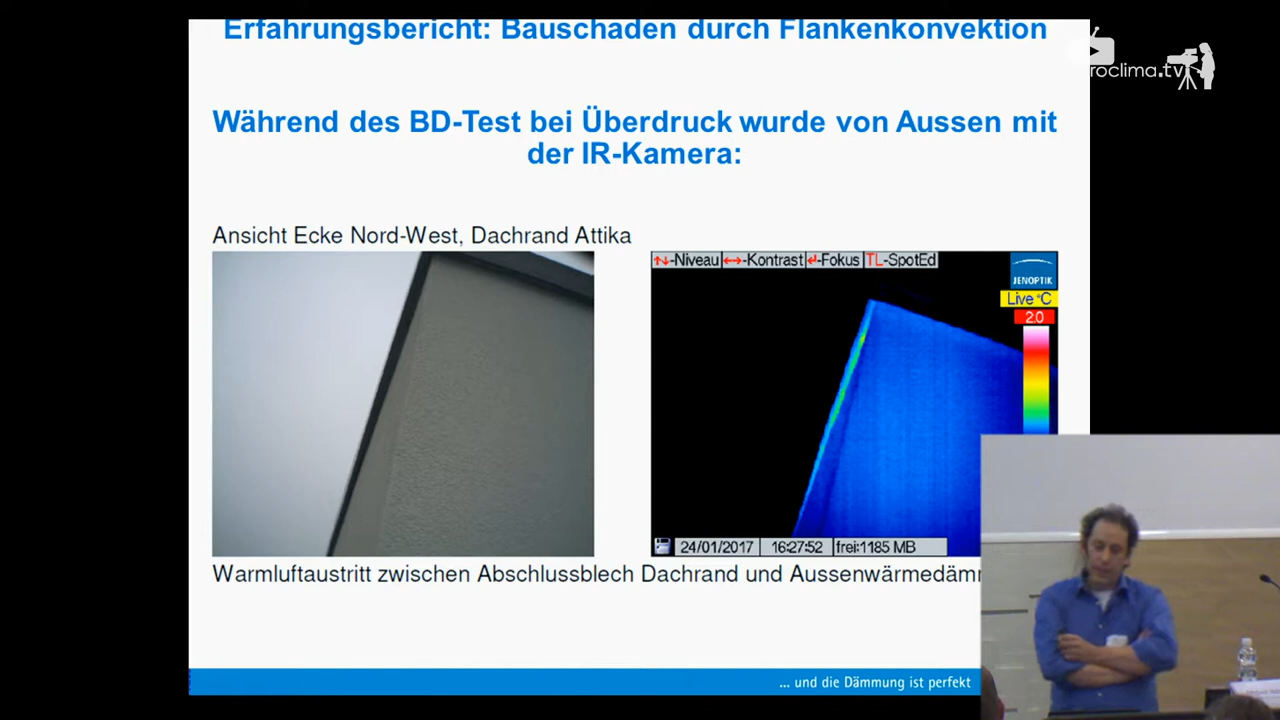 Erfahrungsbericht: Bauschaden durch Flankenkonvektion
roclima.tv
Während des BD-Test bei Überdruck wurde von Aussen mit
der IR-Kamera:
Ansicht Ecke Nord-West, Dachrand Attika
-Niveau -Kontrast -Fokus TL-SpotEd
JENOPTIK
Live °C
2.0
24/01/2017 16:27:52 frei:1185 MB
Warmluftaustritt zwischen Abschlussblech Dachrand und Aussenwärmedäm
... und die Dämmung ist perfekt